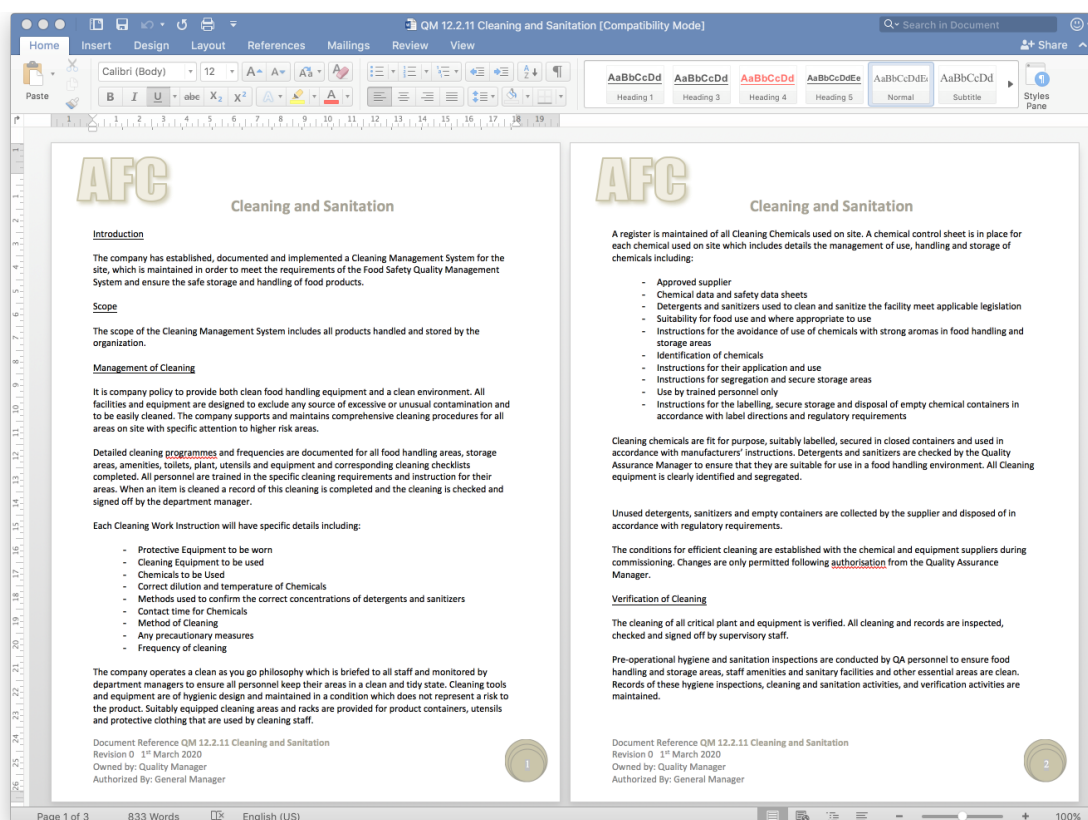 QM 12.2.11 Cleaning and Sanitation [Compatibility Mode]
Search in Document
Home Insert Design Layout References Mailings Review View
Share
Paste
Calibri (Body) 12
AaBbCcDd AaBbCcDd AaBbCcDd AaBbCcDdEe AaBbCcDdEe AaBbCcDd
Heading 1 Heading 3 Heading 4 Heading 5 Normal Subtitle
Styles
Pane
AFC
Cleaning and Sanitation
Introduction
The company has established, documented and implemented a Cleaning Management System for the
site, which is maintained in order to meet the requirements of the Food Safety Quality Management
System and ensure the safe storage and handling of food products.
Scope
The scope of the Cleaning Management System includes all products handled and stored by the
organization.
Management of Cleaning
It is company policy to provide both clean food handling equipment and a clean environment. All
facilities and equipment are designed to exclude any source of excessive or unusual contamination and
to be easily cleaned. The company supports and maintains comprehensive cleaning procedures for all
areas on site with specific attention to higher risk areas.
Detailed cleaning programmes and frequencies are documented for all food handling areas, storage
areas, amenities, toilets, plant, utensils and equipment and corresponding cleaning checklists
completed. All personnel are trained in the specific cleaning requirements and instruction for their
areas. When an item is cleaned a record of this cleaning is completed and the cleaning is checked and
signed off by the department manager.
Each Cleaning Work Instruction will have specific details including:
- Protective Equipment to be worn
- Cleaning Equipment to be used
- Chemicals to be Used
- Correct dilution and temperature of Chemicals
- Methods used to confirm the correct concentrations of detergents and sanitizers
- Contact time for Chemicals
- Method of Cleaning
- Any precautionary measures
- Frequency of cleaning
The company operates a clean as you go philosophy which is briefed to all staff and monitored by
department managers to ensure all personnel keep their areas in a clean and tidy state. Cleaning tools
and equipment are of hygienic design and maintained in a condition which does not represent a risk to
the product. Suitably equipped cleaning areas and racks are provided for product containers, utensils
and protective clothing that are used by cleaning staff.
Document Reference QM 12.2.11 Cleaning and Sanitation
Revision 0 1st March 2020
Owned by: Quality Manager
Authorized By: General Manager
1
AFC
Cleaning and Sanitation
A register is maintained of all Cleaning Chemicals used on site. A chemical control sheet is in place for
each chemical used on site which includes details the management of use, handling and storage of
chemicals including:
- Approved supplier
- Chemical data and safety data sheets
- Detergents and sanitizers used to clean and sanitize the facility meet applicable legislation
- Suitability for food use and where appropriate to use
- Instructions for the avoidance of use of chemicals with strong aromas in food handling and
storage areas
- Identification of chemicals
- Instructions for their application and use
- Instructions for segregation and secure storage areas
- Use by trained personnel only
- Instructions for the labelling, secure storage and disposal of empty chemical containers in
accordance with label directions and regulatory requirements
Cleaning chemicals are fit for purpose, suitably labelled, secured in closed containers and used in
accordance with manufacturers' instructions. Detergents and sanitizers are checked by the Quality
Assurance Manager to ensure that they are suitable for use in a food handling environment. All Cleaning
equipment is clearly identified and segregated.
Unused detergents, sanitizers and empty containers are collected by the supplier and disposed of in
accordance with regulatory requirements.
The conditions for efficient cleaning are established with the chemical and equipment suppliers during
commissioning. Changes are only permitted following authorisation from the Quality Assurance
Manager.
Verification of Cleaning
The cleaning of all critical plant and equipment is verified. All cleaning and records are inspected,
checked and signed off by supervisory staff.
Pre-operational hygiene and sanitation inspections are conducted by QA personnel to ensure food
handling and storage areas, staff amenities and sanitary facilities and other essential areas are clean.
Records of these hygiene inspections, cleaning and sanitation activities, and verification activities are
maintained.
Document Reference QM 12.2.11 Cleaning and Sanitation
Revision 0 1st March 2020
Owned by: Quality Manager
Authorized By: General Manager
2
Page 1 of 3 833 Words English (US) 100%